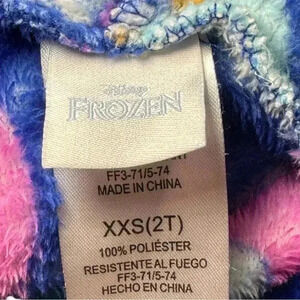 Disney
FROZEN
FF3-71/5-74
MADE IN CHINA
XXS(2T)
100% POLIÉSTER
RESISTENTE AL FUEGO
FF3-71/5-74
HECHO EN CHINA